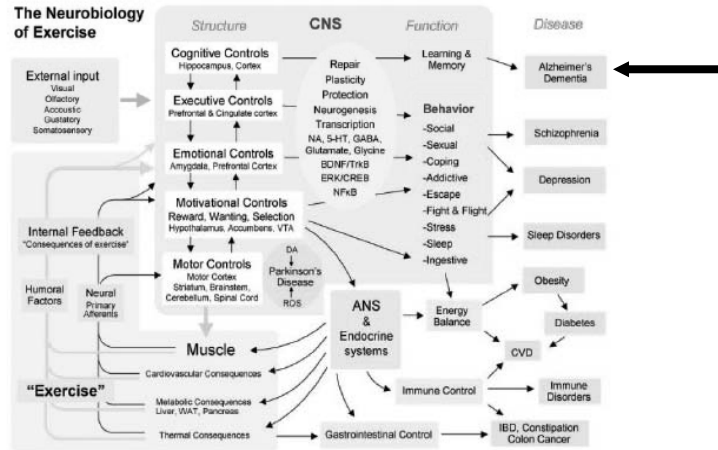 The Neurobiology
of Exercise
Structure
CNS
Function
Disease
External input
Visual
Olfactory
Accoustic
Gustatory
Somatosensory
Cognitive Controls
Hippocampus, Cortex
Executive Controls
Prefrontal & Cingulate cortex
Emotional Controls
Amygdala, Prefrontal Cortex
Motivational Controls
Reward, Wanting, Selection
Hypothalamus, Accumbens, VTA
Motor Controls
Motor Cortex
Striatum, Brainstem,
Cerebellum, Spinal Cord
Repair
Plasticity
Protection
Neurogenesis
Transcription
NA, 5-HT, GABA,
Glutamate, Glycine
BDNF/TrkB
ERK/CREB
NFκB
DA
Parkinson's
Disease
ROS
Learning &
Memory
Behavior
-Social
-Sexual
-Coping
-Addictive
-Escape
-Fight & Flight
-Stress
-Sleep
-Ingestive
Alzheimer's
Dementia
Schizophrenia
Depression
Sleep Disorders
Internal Feedback
"Consequences of exercise"
Humoral
Factors
Neural
Primary
Afferents
ANS
&
Endocrine
systems
Energy
Balance
Obesity
Diabetes
CVD
Muscle
Cardiovascular Consequences
"Exercise"
Metabolic Consequences
Liver, WAT, Pancreas
Thermal Consequences
Immune Control
Immune
Disorders
Gastrointestinal Control
IBD, Constipation
Colon Cancer